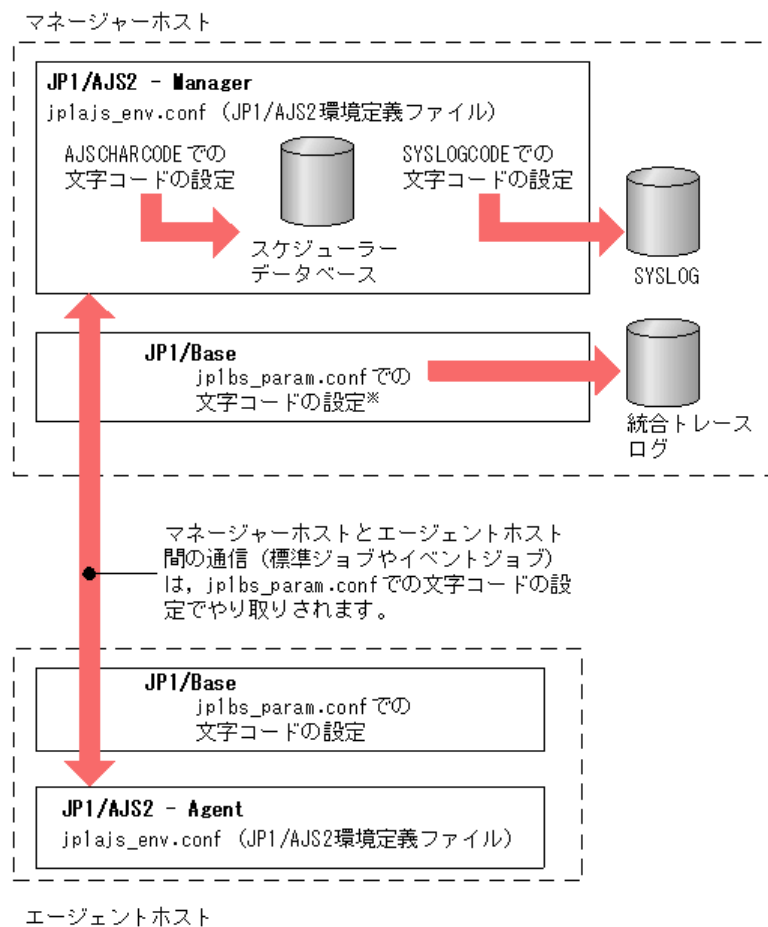 マネージャーホスト
JP1/AJS2 - Manager
jp1ajs_env.conf（JP1/AJS2環境定義ファイル）
AJSCHARCODEでの
文字コードの設定
SYSLOGCODEでの
文字コードの設定
スケジューラー
データベース
SYSLOG
JP1/Base
jp1bs_param.confでの
文字コードの設定※
統合トレース
ログ
マネージャーホストとエージェントホスト
間の通信（標準ジョブやイベントジョブ）
は，jp1bs_param.confでの文字コードの設
定でやり取りされます。
JP1/Base
jp1bs_param.confでの
文字コードの設定
JP1/AJS2 - Agent
jp1ajs_env.conf（JP1/AJS2環境定義ファイル）
エージェントホスト